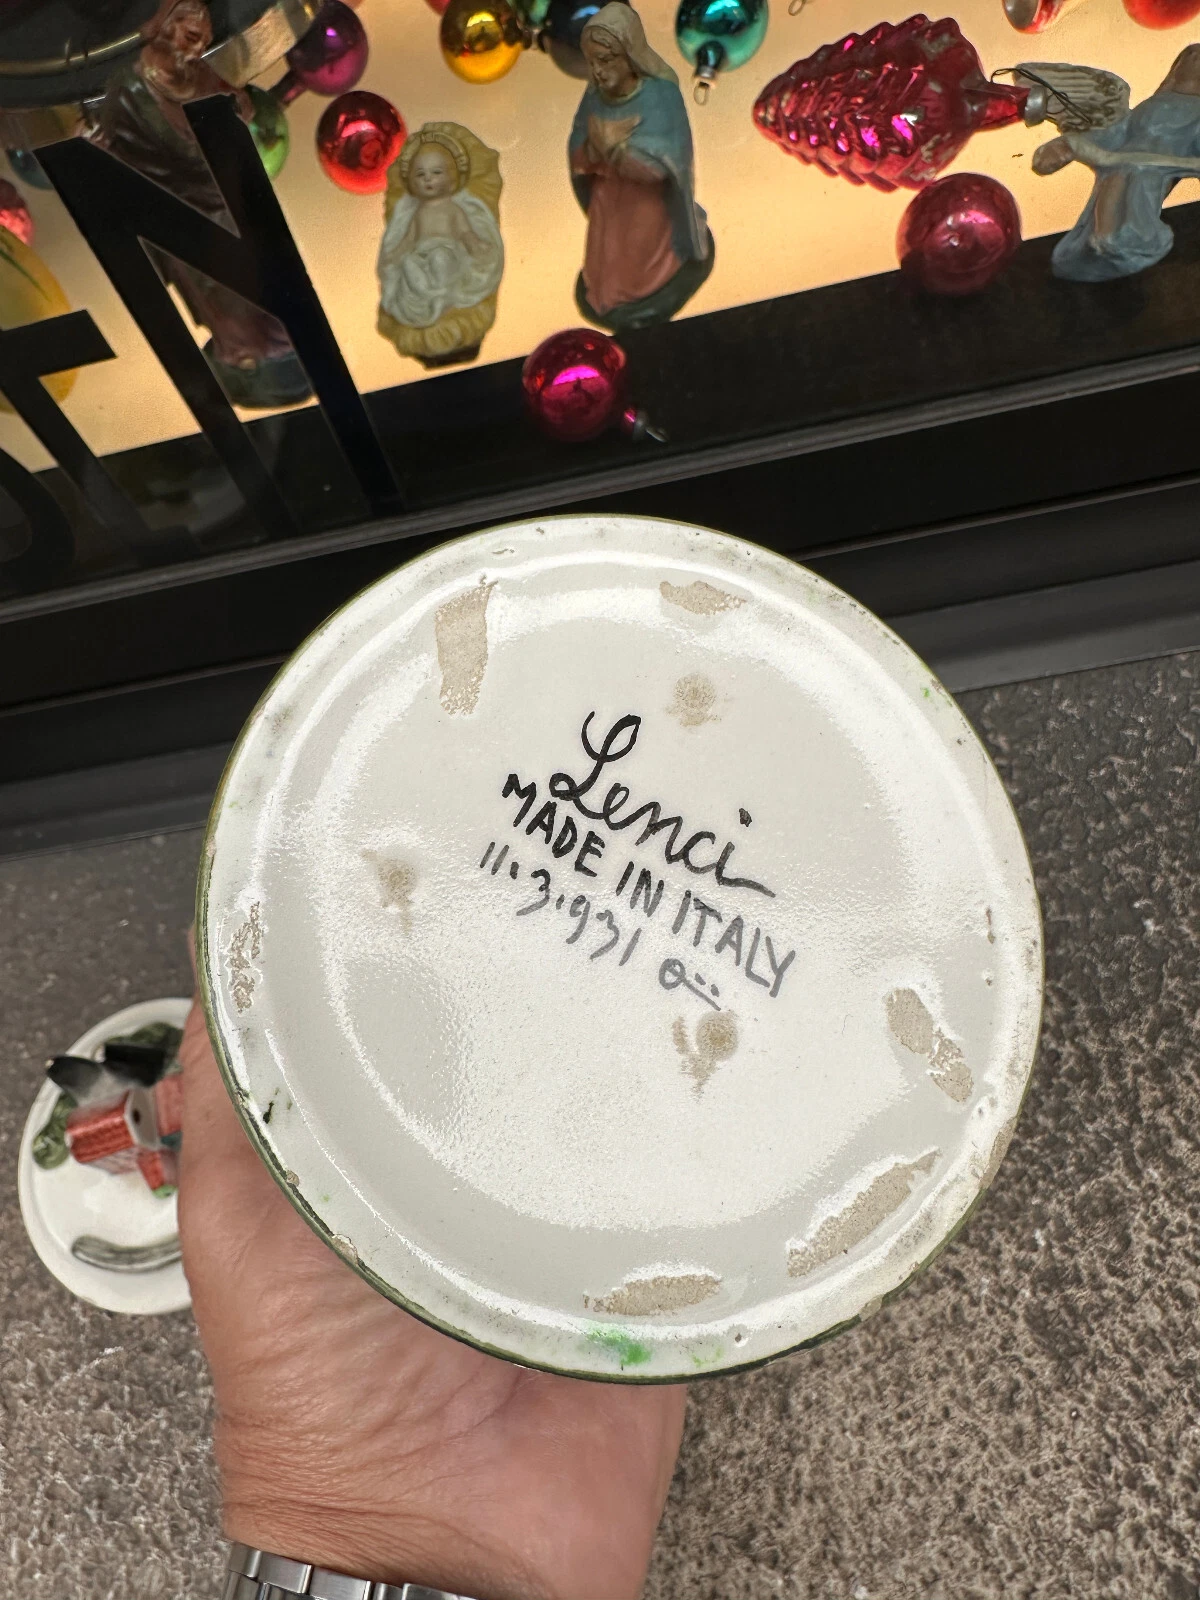 Lenci
MADE IN ITALY
11.3.931